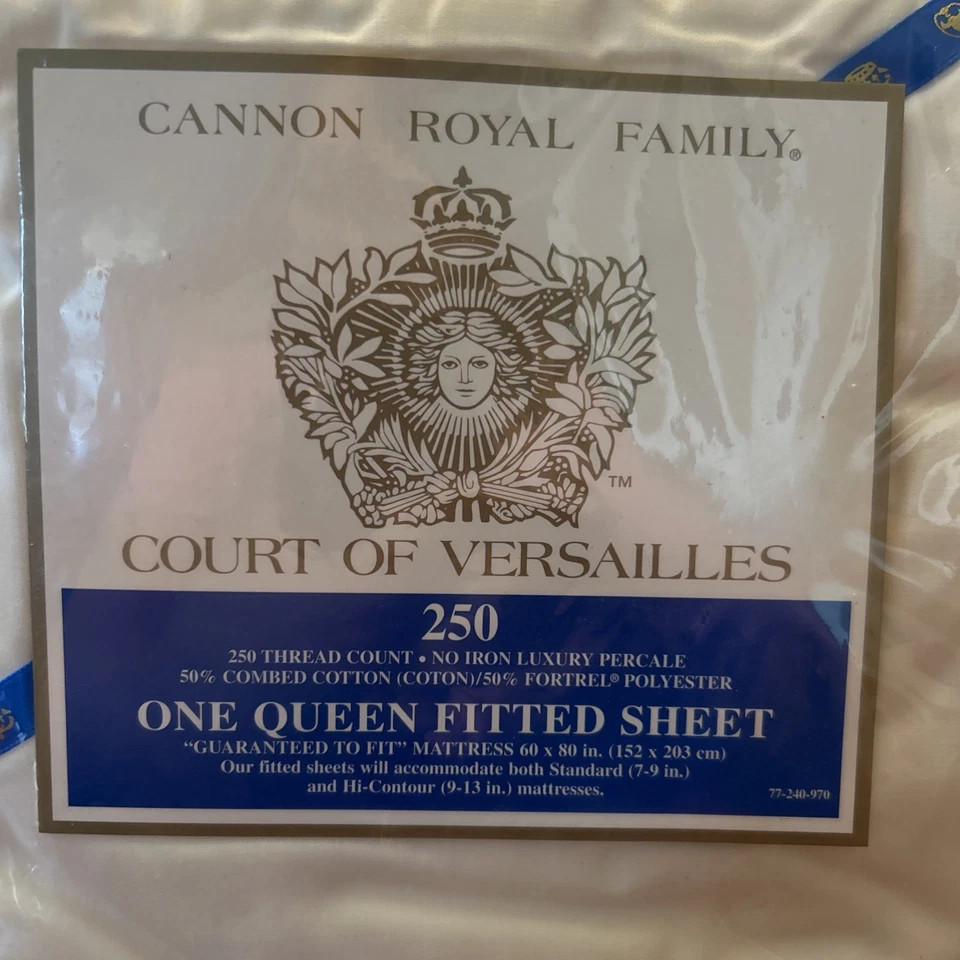 CANNON ROYAL FAMILY®
TM
COURT OF VERSAILLES
250
250 THREAD COUNT • NO IRON LUXURY PERCALE
50% COMBED COTTON (COTON)/50% FORTREL® POLYESTER
ONE QUEEN FITTED SHEET
“GUARANTEED TO FIT” MATTRESS 60 x 80 in. (152 x 203 cm)
Our fitted sheets will accommodate both Standard (7-9 in.)
and Hi-Contour (9-13 in.) mattresses.
77-240-970